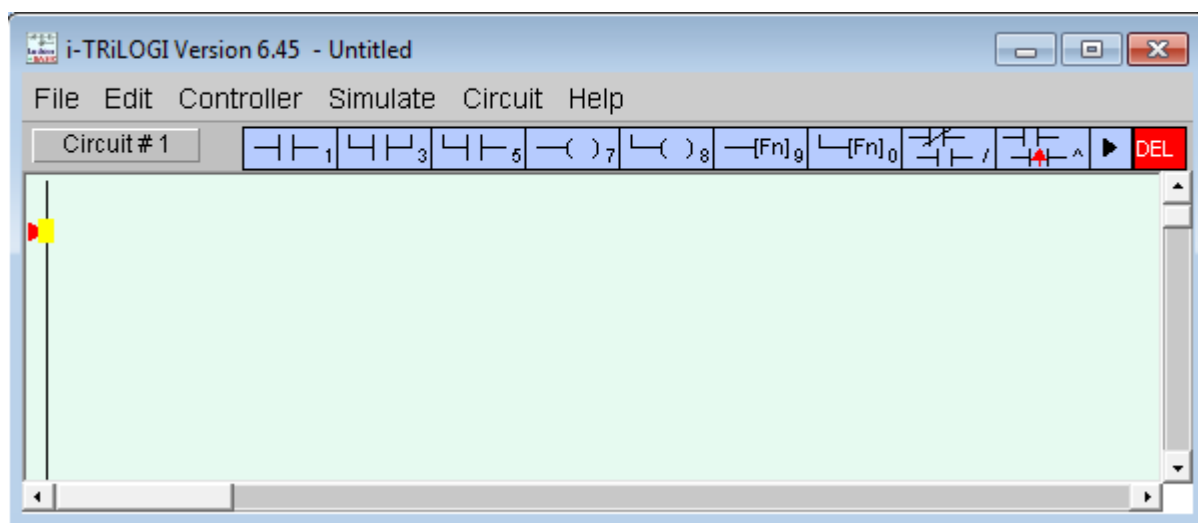 i-TRiLOGI Version 6.45 - Untitled
File Edit Controller Simulate Circuit Help
Circuit # 1 1 3 5 7 8 [Fn] 9 [Fn] 0 / ^ DEL